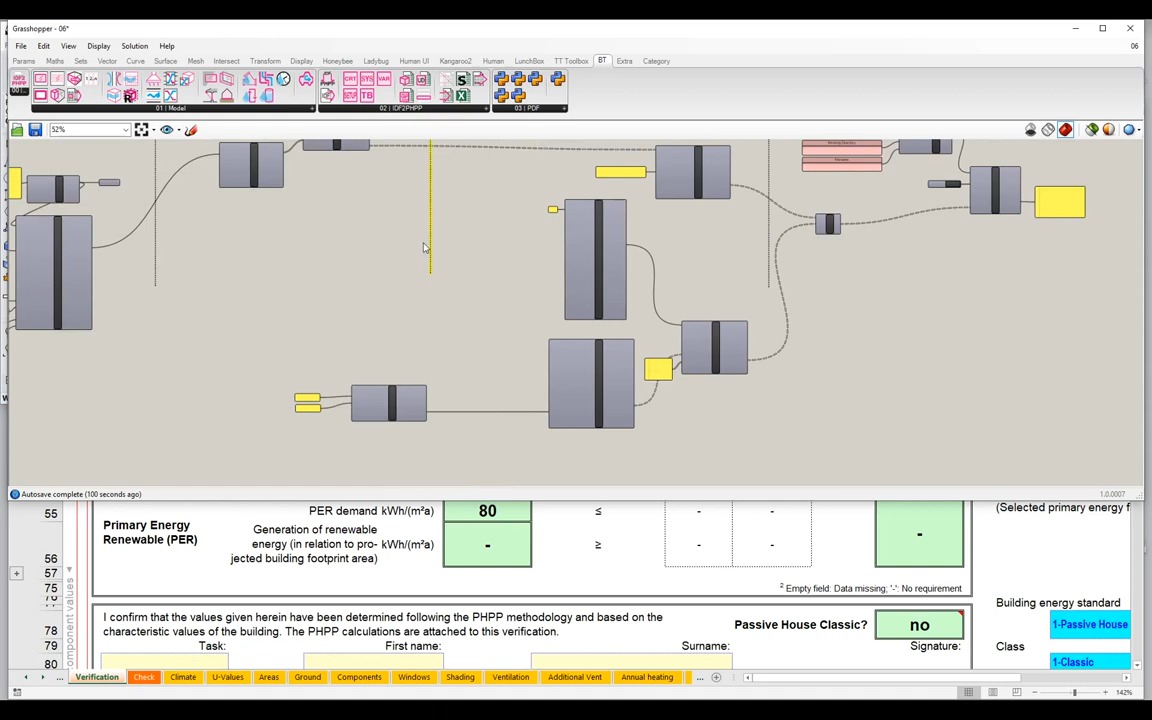 Grasshopper - 06*
File Edit View Display Solution Help
06
Params Maths Sets Vector Curve Surface Mesh Intersect Transform Display Ladybug Honeybee Human UI Kangaroo2 Human LunchBox TT Toolbox BT Extra Category
01 | Model
02 | IDF2PHPP
03 | PDF
52%
Autosave complete (100 seconds ago)
1.0.0007
55
PER demand kWh/(m²a) 80 ≤ - - -
(Selected primary energy f
Primary Energy
Renewable (PER)
Generation of renewable
energy (in relation to pro- kWh/(m²a) - ≥ - -
jected building footprint area)
56
57
75
² Empty field: Data missing; '-': No requirement
Building energy standard
I confirm that the values given herein have been determined following the PHPP methodology and based on the
characteristic values of the building. The PHPP calculations are attached to this verification.
Passive House Classic? no
1-Passive House
78
79
Task: First name: Surname: Signature:
Class
80
1-Classic
... Verification Check Climate U-Values Areas Ground Components Windows Shading Ventilation Additional Vent Annual heating ...
142%